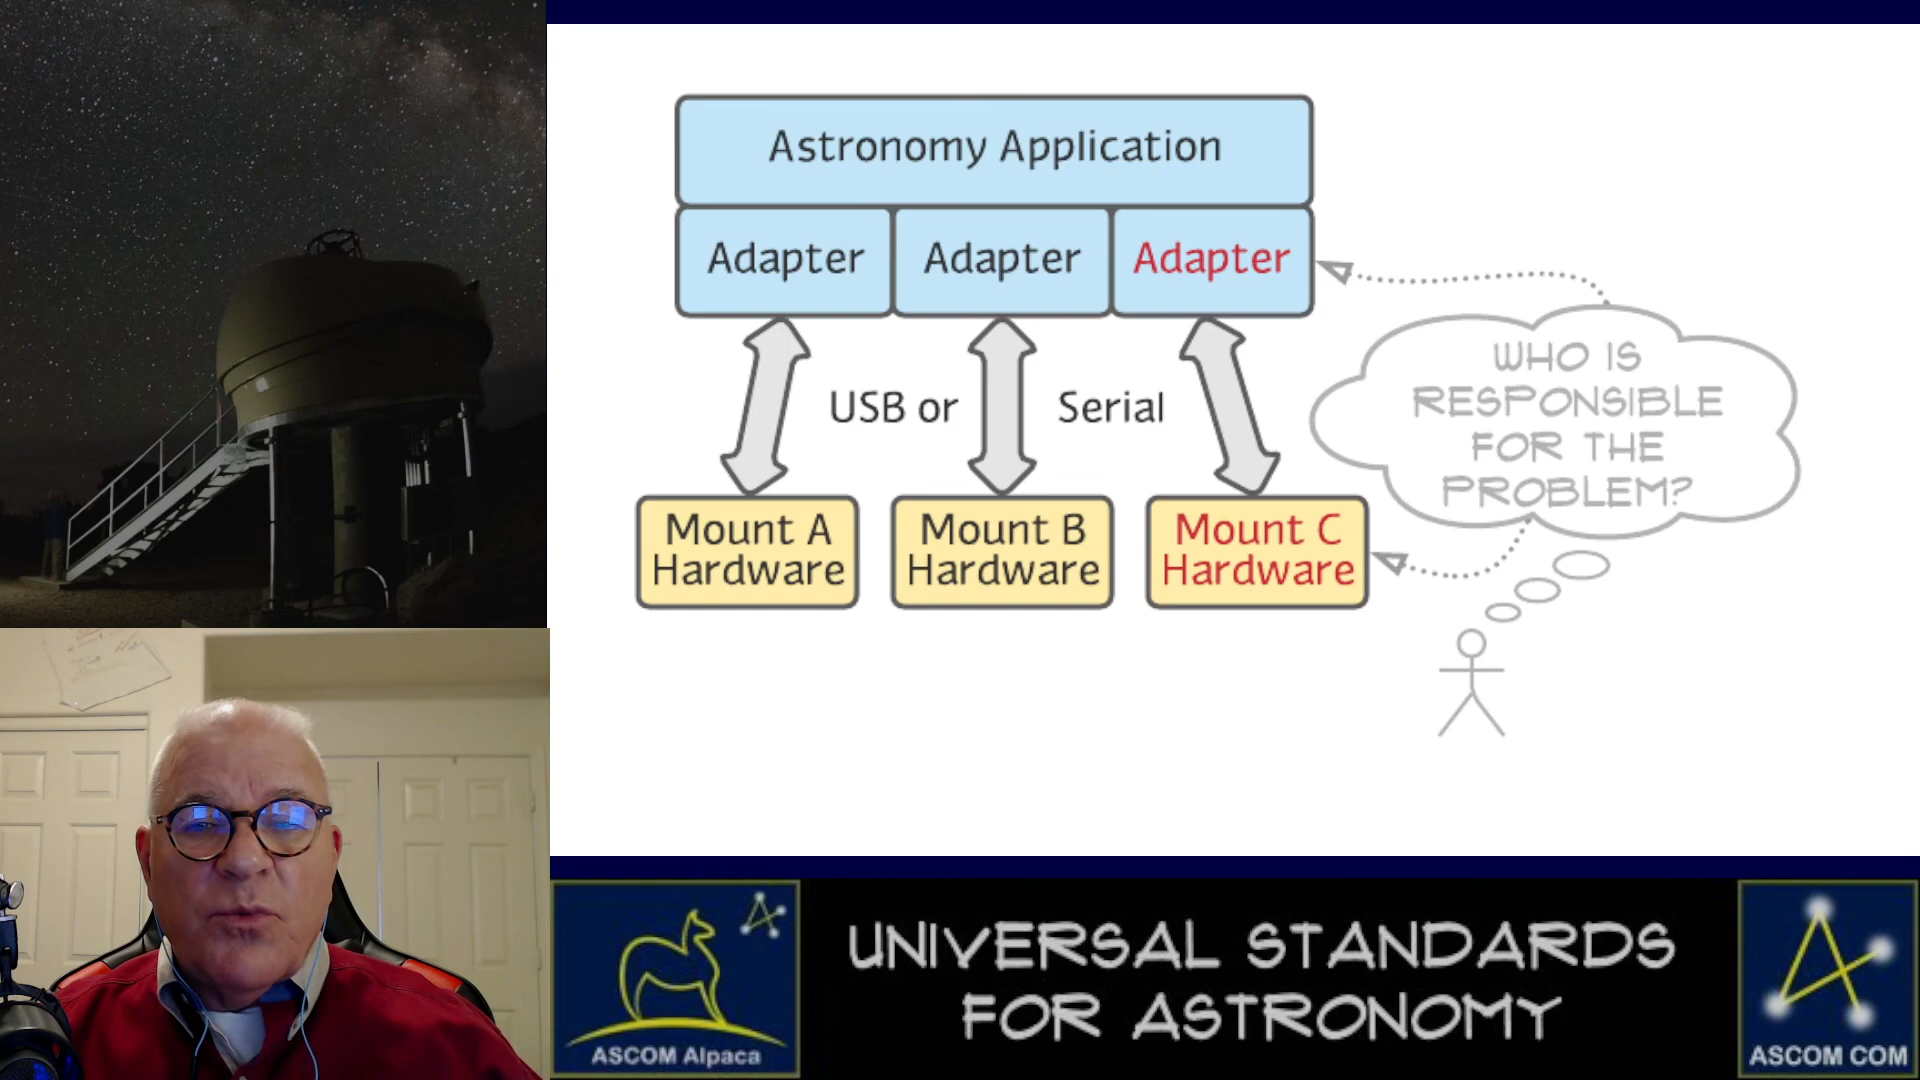 Astronomy Application
Adapter
Adapter
Adapter
USB or
Serial
WHO IS
RESPONSIBLE
FOR THE
PROBLEM?
Mount A
Hardware
Mount B
Hardware
Mount C
Hardware
ASCOM Alpaca
UNIVERSAL STANDARDS
FOR ASTRONOMY
ASCOM COM